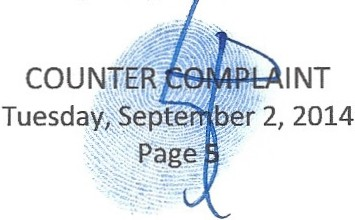 COUNTER COMPLAINT
Tuesday, September 2, 2014
Page 5